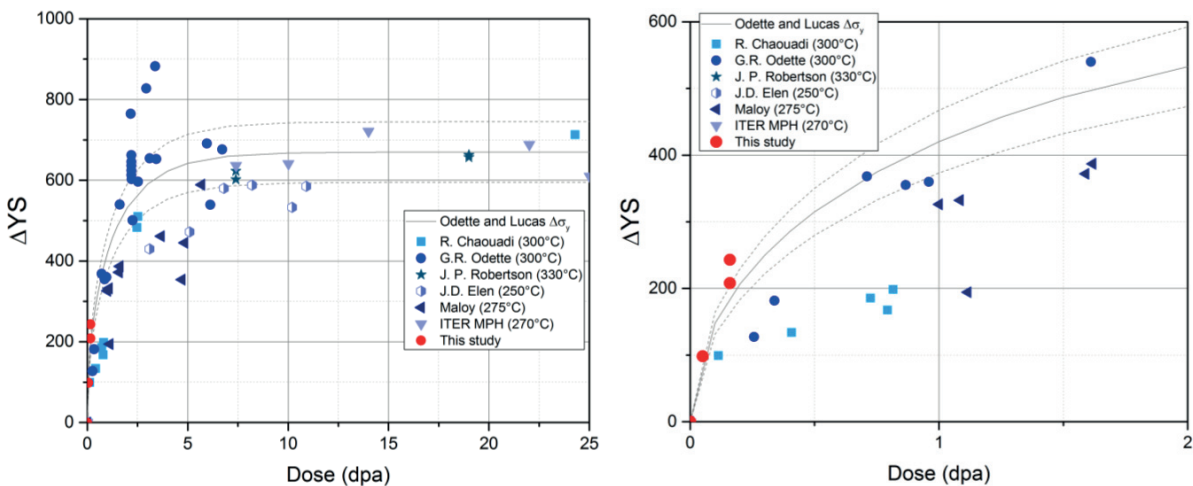 1000
800
600
400
200
0
ΔYS
0
5
10
15
20
25
Dose (dpa)
Odette and Lucas Δσy
R. Chaouadi (300°C)
G.R. Odette (300°C)
J. P. Robertson (330°C)
J.D. Elen (250°C)
Maloy (275°C)
ITER MPH (270°C)
This study
600
400
200
0
ΔYS
0
1
2
Dose (dpa)
Odette and Lucas Δσy
R. Chaouadi (300°C)
G.R. Odette (300°C)
J. P. Robertson (330°C)
J.D. Elen (250°C)
Maloy (275°C)
ITER MPH (270°C)
This study